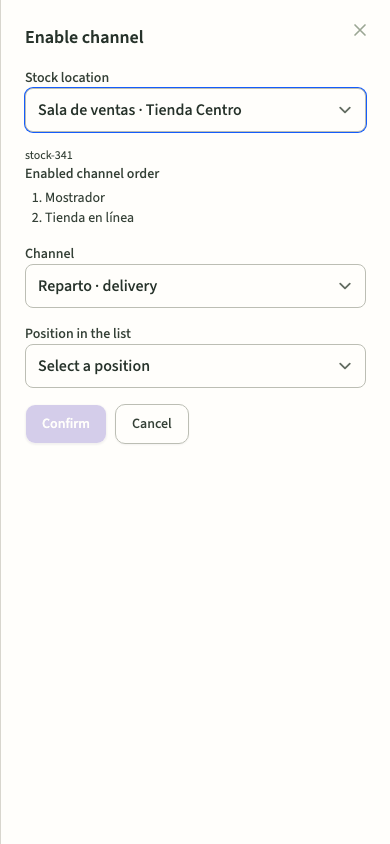 Enable channel
Stock location
Sala de ventas · Tienda Centro
stock-341
Enabled channel order
1. Mostrador
2. Tienda en línea
Channel
Reparto · delivery
Position in the list
Select a position
Confirm
Cancel